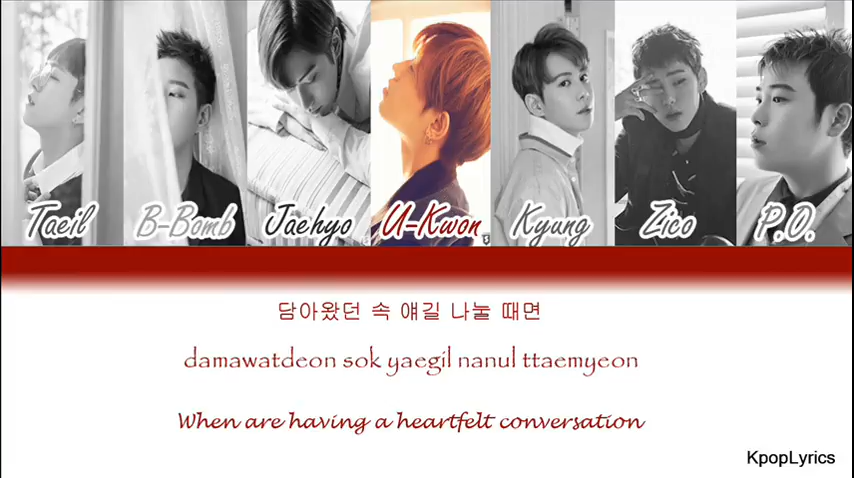 Taeil B-Bomb Jaehyo U-Kwon Kyung Zico P.O.
담아왔던 속 얘길 나눌 때면
damawatdeon sok yaegil nanul ttaemyeon
When are having a heartfelt conversation
KpopLyrics